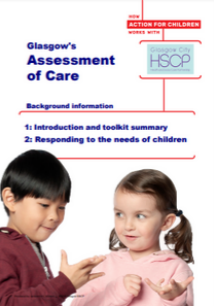 HOW
ACTION FOR CHILDREN
WORKS WITH
Glasgow City
HSCP
Glasgow's
Assessment
of Care
Background information
1: Introduction and toolkit summary
2: Responding to the needs of children